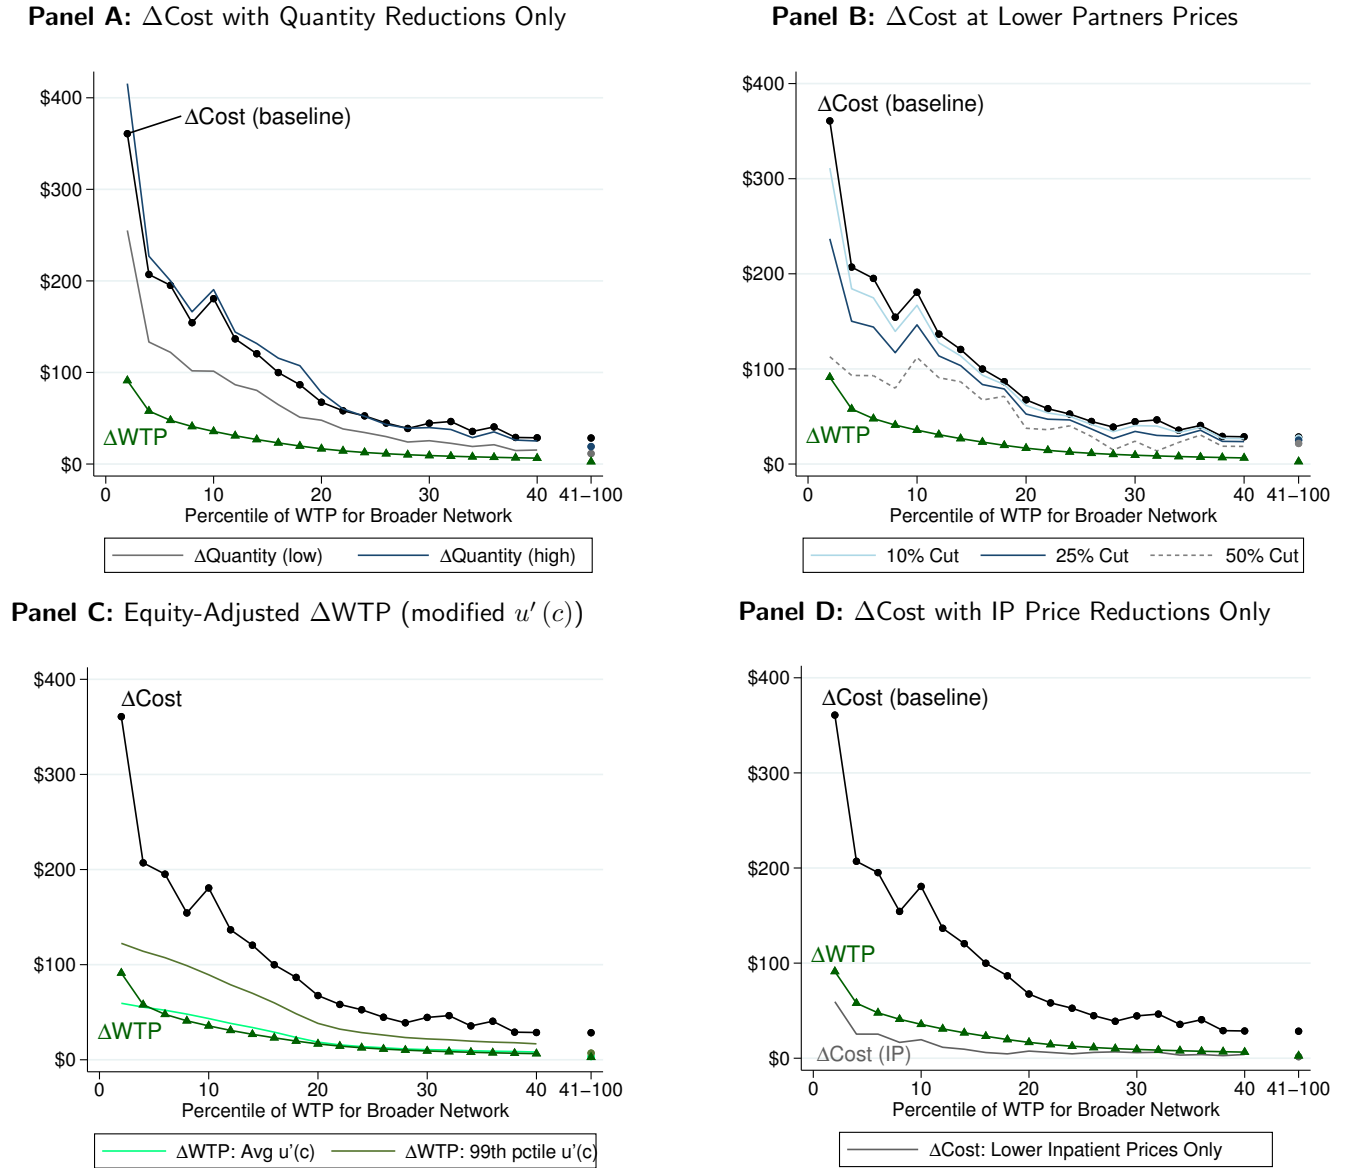 Panel A: ΔCost with Quantity Reductions Only
$400
$300
$200
$100
$0
ΔCost (baseline)
ΔWTP
0
10
20
30
40
41−100
Percentile of WTP for Broader Network
ΔQuantity (low)
ΔQuantity (high)
Panel B: ΔCost at Lower Partners Prices
$400
$300
$200
$100
$0
ΔCost (baseline)
ΔWTP
0
10
20
30
40
41−100
Percentile of WTP for Broader Network
10% Cut
25% Cut
50% Cut
Panel C: Equity-Adjusted ΔWTP (modified u′ (c))
$400
$300
$200
$100
$0
ΔCost
ΔWTP
0
10
20
30
40
41−100
Percentile of WTP for Broader Network
ΔWTP: Avg u'(c)
ΔWTP: 99th pctile u'(c)
Panel D: ΔCost with IP Price Reductions Only
$400
$300
$200
$100
$0
ΔCost (baseline)
ΔWTP
ΔCost (IP)
0
10
20
30
40
41−100
Percentile of WTP for Broader Network
ΔCost: Lower Inpatient Prices Only